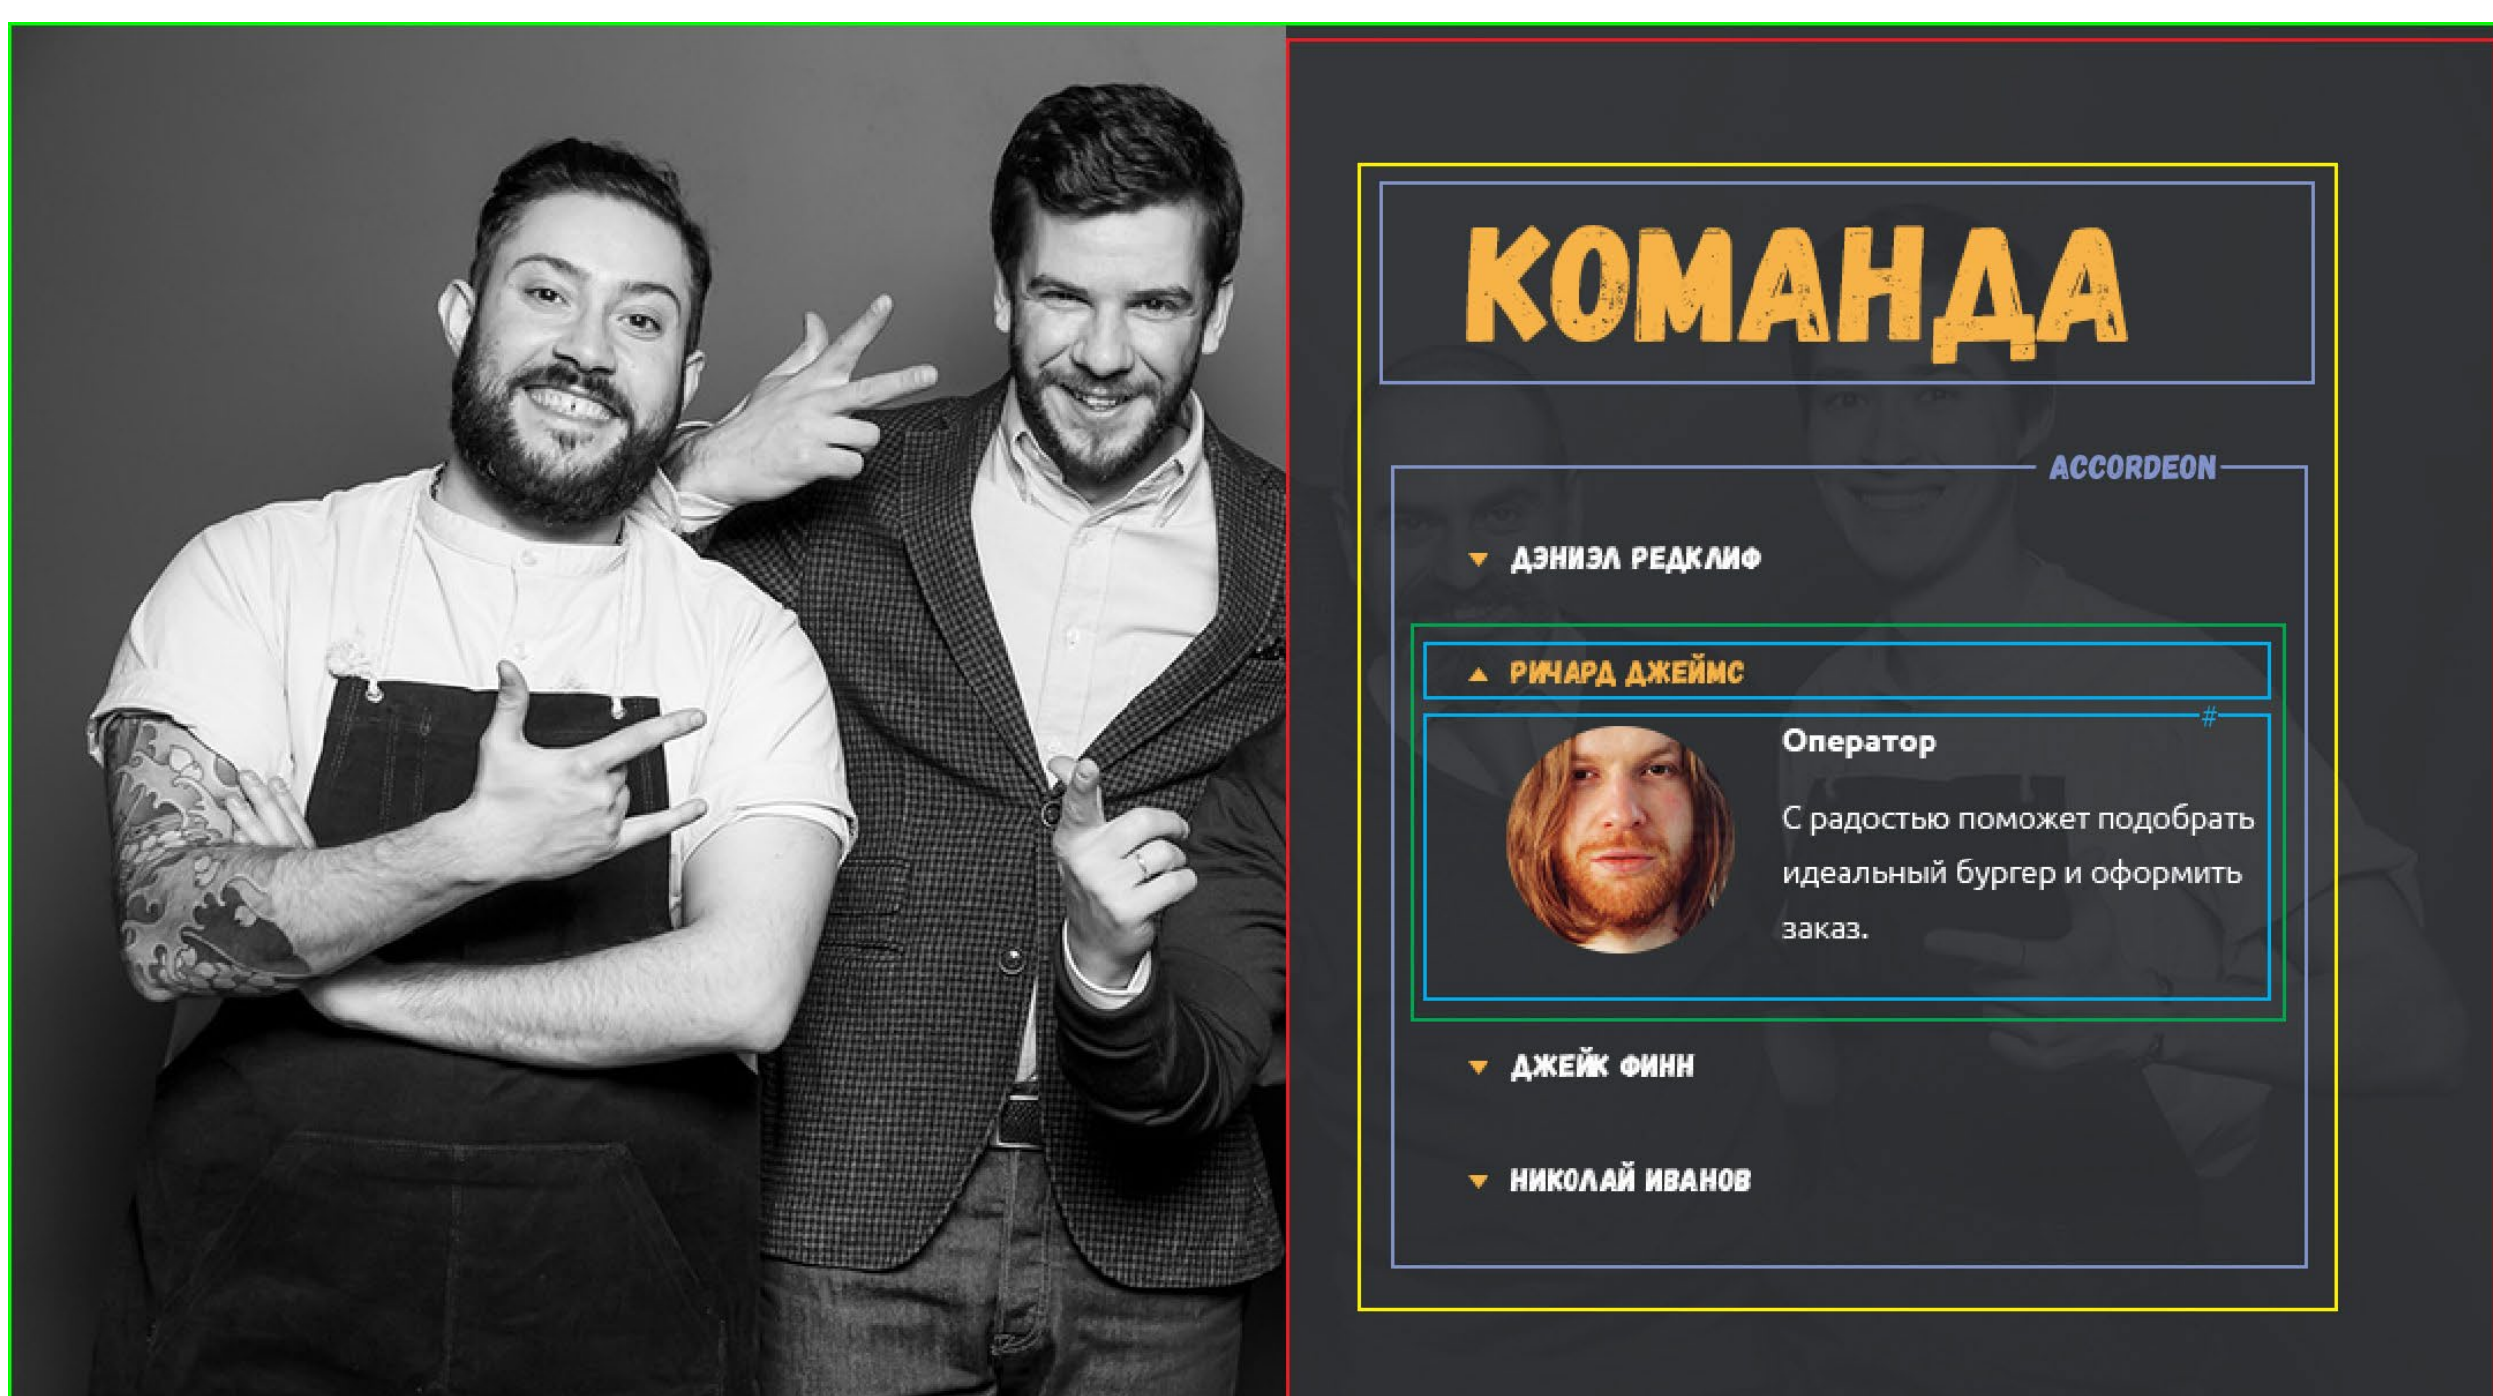 КОМАНДА
ACCORDEON
ДЭНИЭЛ РЕДКЛИФ
РИЧАРД ДЖЕЙМС
#
Оператор
С радостью поможет подобрать
идеальный бургер и оформить
заказ.
ДЖЕЙК ФИНН
НИКОЛАЙ ИВАНОВ